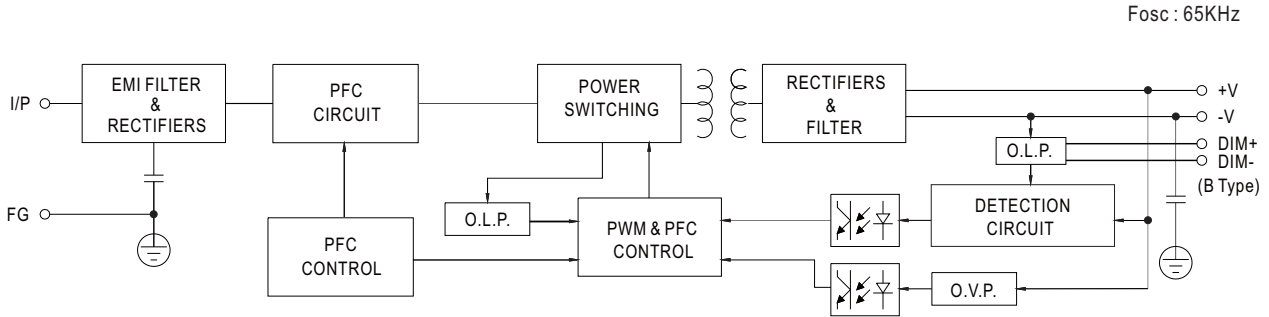 Fosc : 65KHz
I/P
EMI FILTER
&
RECTIFIERS
PFC
CIRCUIT
POWER
SWITCHING
RECTIFIERS
&
FILTER
+V
-V
DIM+
DIM-
(B Type)
O.L.P.
FG
O.L.P.
PFC
CONTROL
PWM & PFC
CONTROL
DETECTION
CIRCUIT
O.V.P.